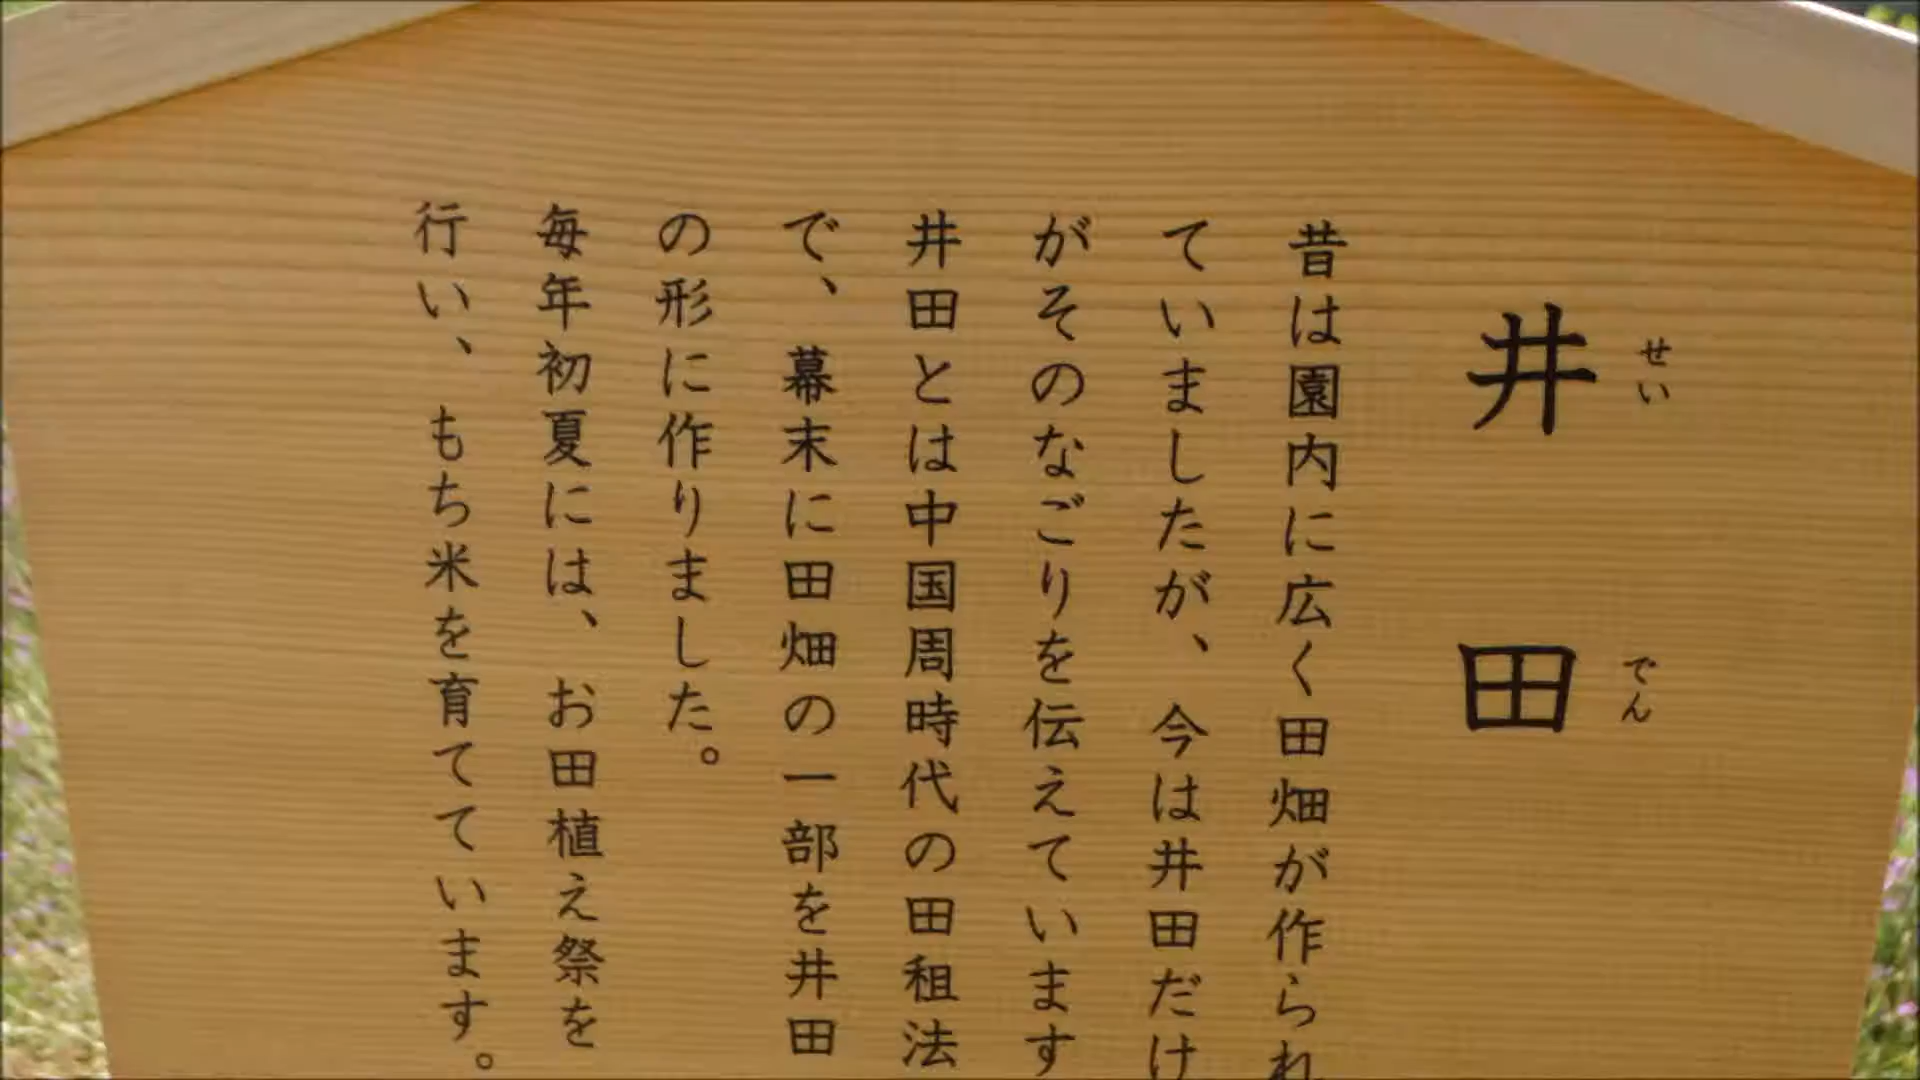 井田
せいでん
昔は園内に広く田畑が作られ
ていましたが、今は井田だけ
がそのなごりを伝えています
井田とは中国周時代の田租法
で、幕末に田畑の一部を井田
の形に作りました。
毎年初夏には、お田植え祭を
行い、もち米を育てています。